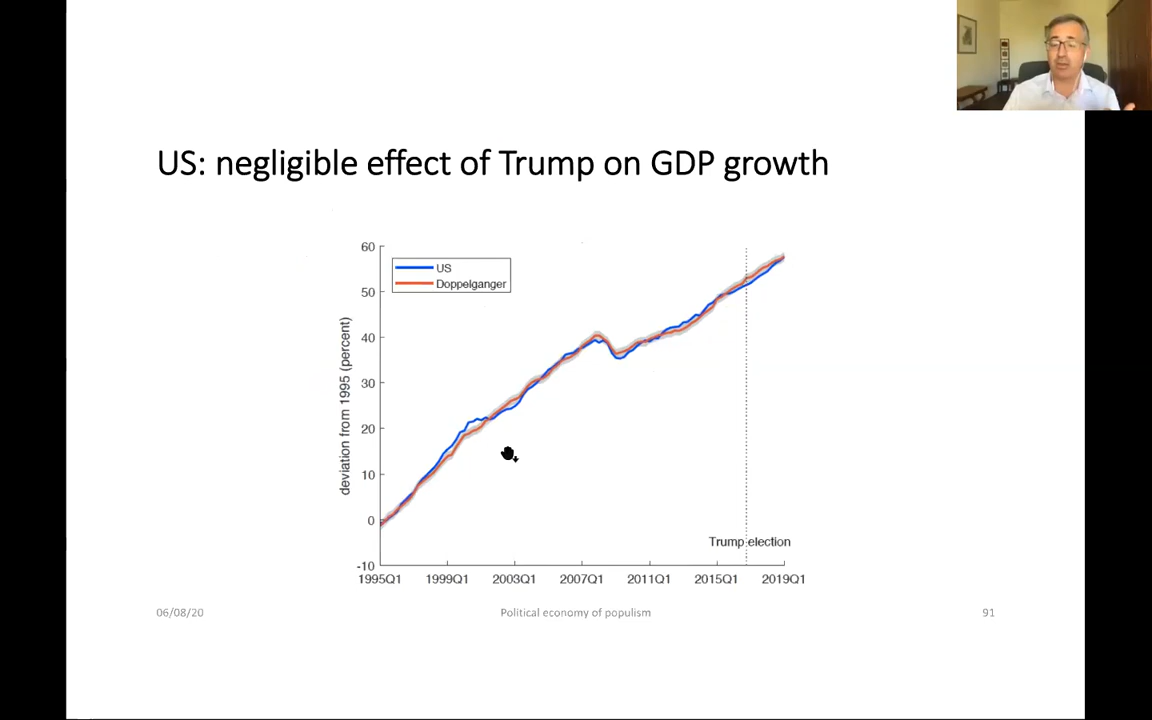 US: negligible effect of Trump on GDP growth
60
50
40
30
20
10
0
-10
deviation from 1995 (percent)
US
Doppelganger
Trump election
1995Q1 1999Q1 2003Q1 2007Q1 2011Q1 2015Q1 2019Q1
06/08/20 Political economy of populism 91